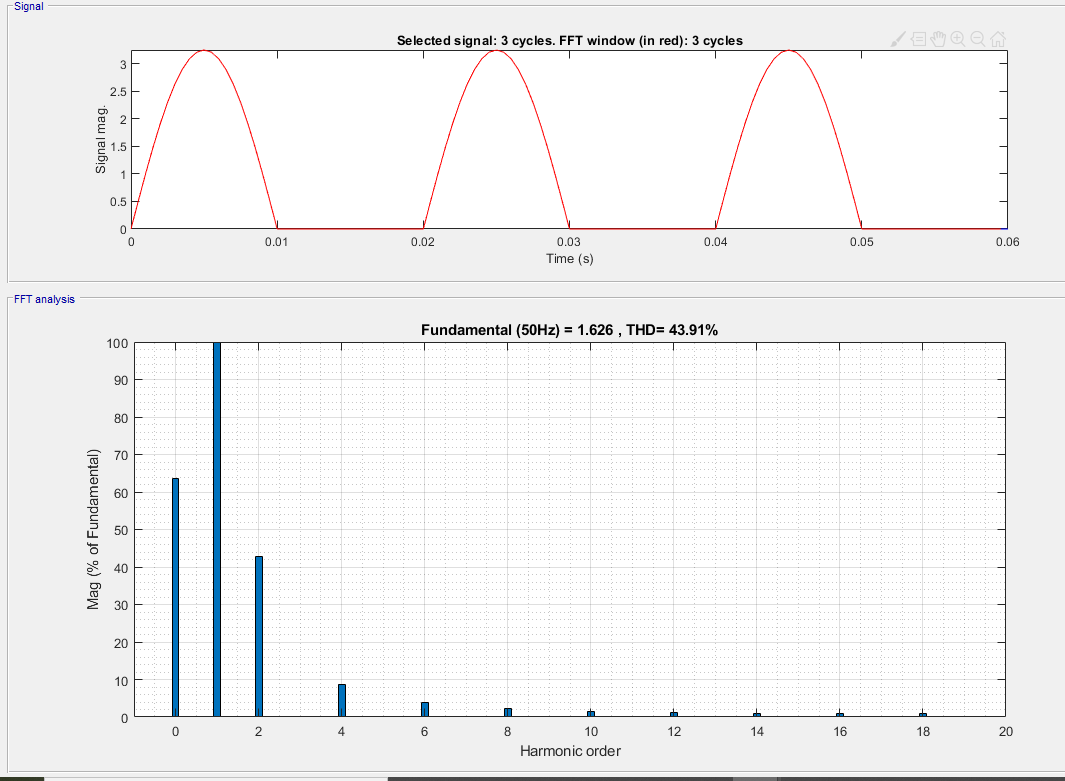 Signal
Selected signal: 3 cycles. FFT window (in red): 3 cycles
3
2.5
2
1.5
1
0.5
0
Signal mag.
0 0.01 0.02 0.03 0.04 0.05 0.06
Time (s)
FFT analysis
Fundamental (50Hz) = 1.626 , THD= 43.91%
100
90
80
70
60
50
40
30
20
10
0
Mag (% of Fundamental)
0 2 4 6 8 10 12 14 16 18 20
Harmonic order